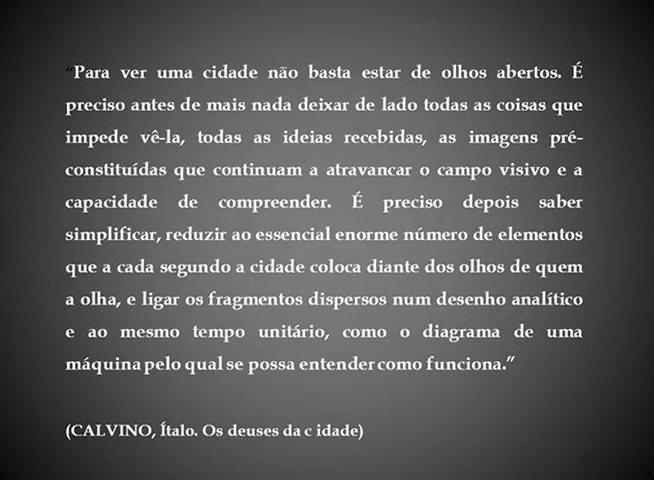 “Para ver uma cidade não basta estar de olhos abertos. É
preciso antes de mais nada deixar de lado todas as coisas que
impede vê-la, todas as ideias recebidas, as imagens pré-
constituídas que continuam a atravancar o campo visivo e a
capacidade de compreender. É preciso depois saber
simplificar, reduzir ao essencial enorme número de elementos
que a cada segundo a cidade coloca diante dos olhos de quem
a olha, e ligar os fragmentos dispersos num desenho analítico
e ao mesmo tempo unitário, como o diagrama de uma
máquina pelo qual se possa entender como funciona.”
(CALVINO, Ítalo. Os deuses da c idade)